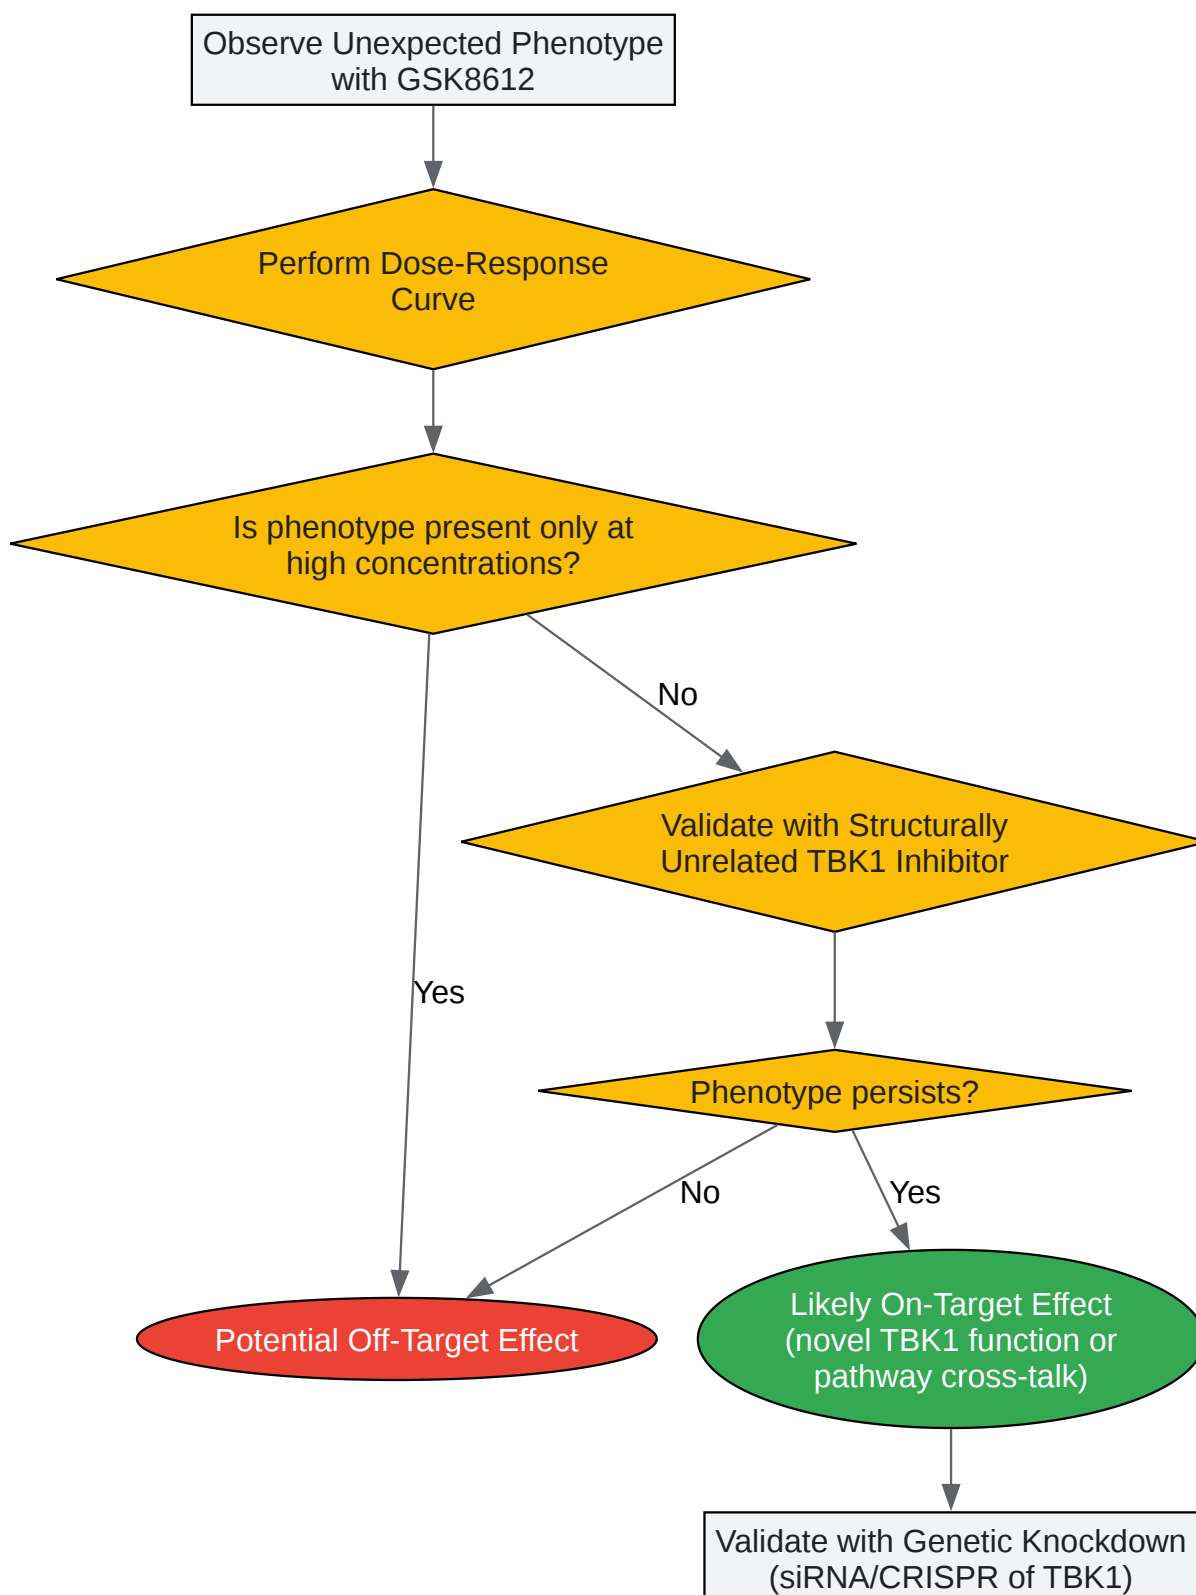 Observe Unexpected Phenotype
with GSK8612
Perform Dose-Response
Curve
Is phenotype present only at
high concentrations?
No
Validate with Structurally
Unrelated TBK1 Inhibitor
Yes
Phenotype persists?
No
Yes
Potential Off-Target Effect
Likely On-Target Effect
(novel TBK1 function or
pathway cross-talk)
Validate with Genetic Knockdown
(siRNA/CRISPR of TBK1)